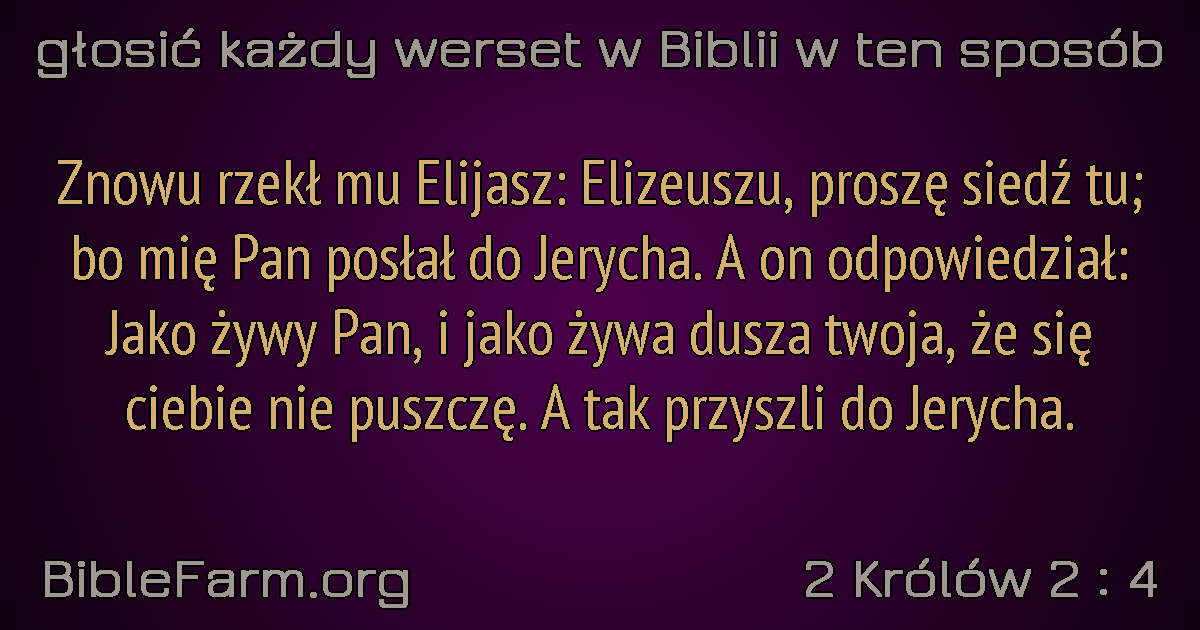 głosić każdy werset w Biblii w ten sposób
Znowu rzekł mu Elijasz: Elizeuszu, proszę siedź tu;
bo mię Pan posłał do Jerycha. A on odpowiedział:
Jako żywy Pan, i jako żywa dusza twoja, że się
ciebie nie puszczę. A tak przyszli do Jerycha.
BibleFarm.org
2 Królów 2 : 4